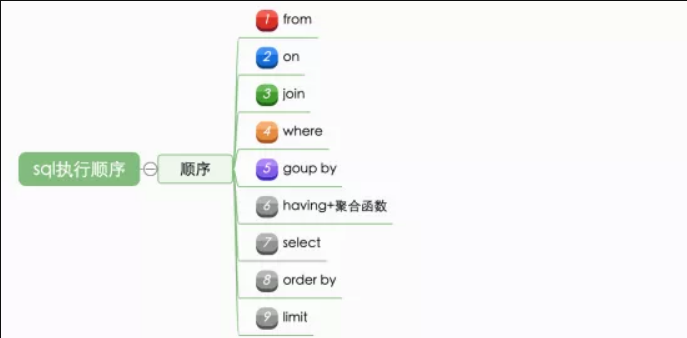 1 from
2 on
3 join
4 where
sql执行顺序
顺序
5 goup by
6 having+聚合函数
7 select
8 order by
9 limit